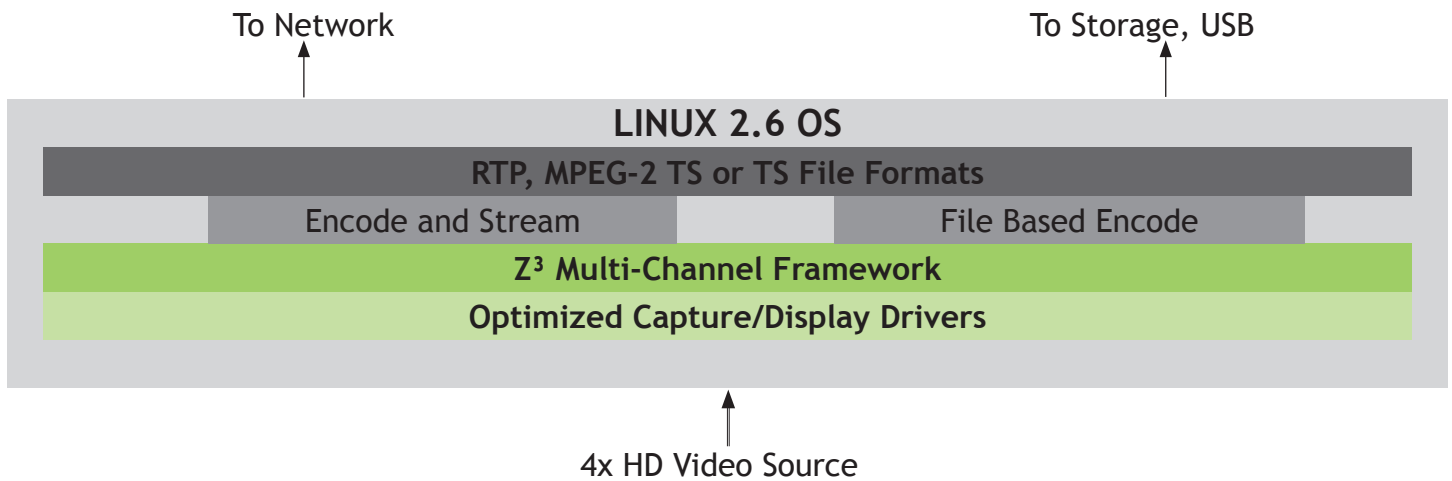 To Network
To Storage, USB
LINUX 2.6 OS
RTP, MPEG-2 TS or TS File Formats
Encode and Stream
File Based Encode
Z³ Multi-Channel Framework
Optimized Capture/Display Drivers
4x HD Video Source